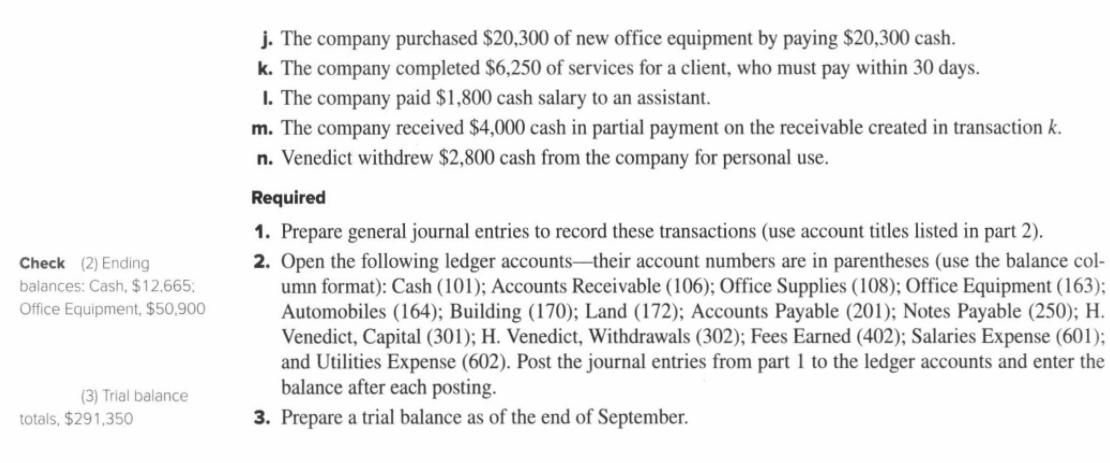 j. The company purchased $20,300 of new office equipment by paying $20,300 cash.
k. The company completed $6,250 of services for a client, who must pay within 30 days.
l. The company paid $1,800 cash salary to an assistant.
m. The company received $4,000 cash in partial payment on the receivable created in transaction k.
n. Venedict withdrew $2,800 cash from the company for personal use.
Required
1. Prepare general journal entries to record these transactions (use account titles listed in part 2).
Check (2) Ending
balances: Cash, $12,665;
Office Equipment, $50,900
2. Open the following ledger accounts—their account numbers are in parentheses (use the balance col-
umn format): Cash (101); Accounts Receivable (106); Office Supplies (108); Office Equipment (163);
Automobiles (164); Building (170); Land (172); Accounts Payable (201); Notes Payable (250); H.
Venedict, Capital (301); H. Venedict, Withdrawals (302); Fees Earned (402); Salaries Expense (601);
and Utilities Expense (602). Post the journal entries from part 1 to the ledger accounts and enter the
balance after each posting.
(3) Trial balance
totals, $291,350
3. Prepare a trial balance as of the end of September.